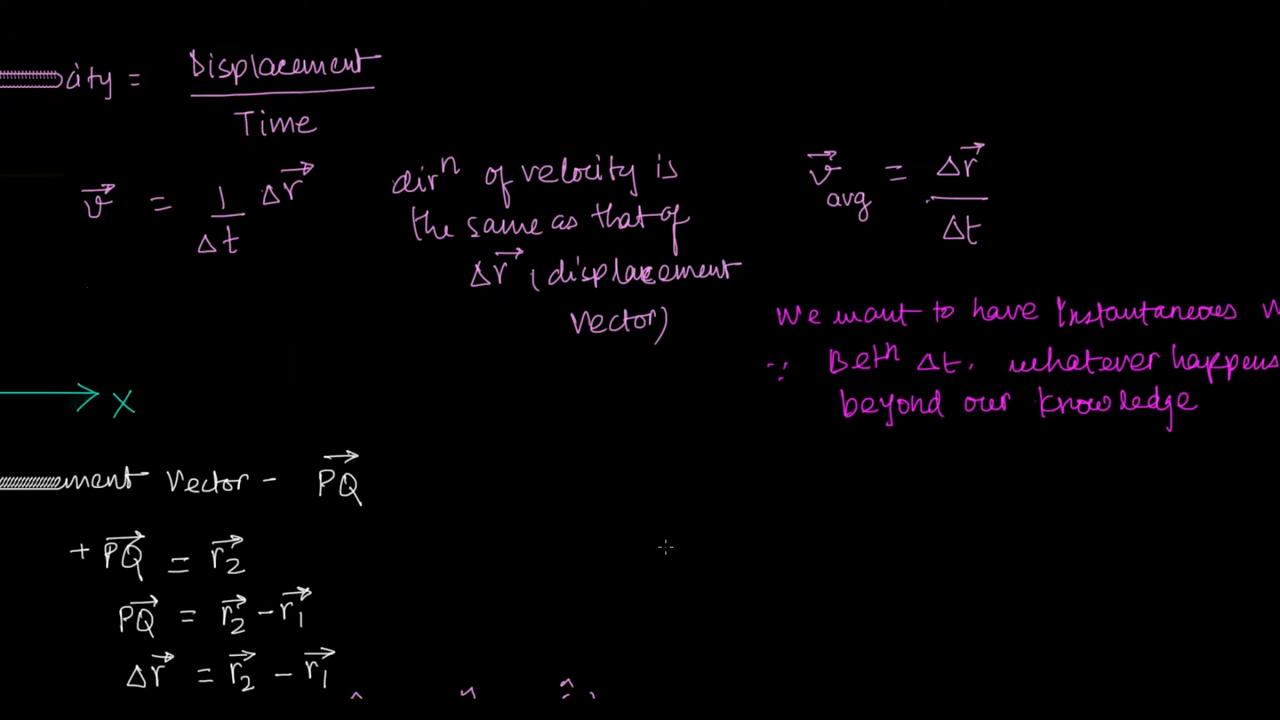 city = Displacement / Time
v⃗ = 1/Δt Δr⃗
dirⁿ of velocity is
the same as that of
Δr⃗ (displacement
vector)
v⃗avg = Δr⃗/Δt
We want to have Instantaneous
∵ Betⁿ Δt, whatever happens
beyond our knowledge
X
ment Vector - PQ⃗
+ PQ⃗ = r⃗2
PQ⃗ = r⃗2 - r⃗1
Δr⃗ = r⃗2 - r⃗1